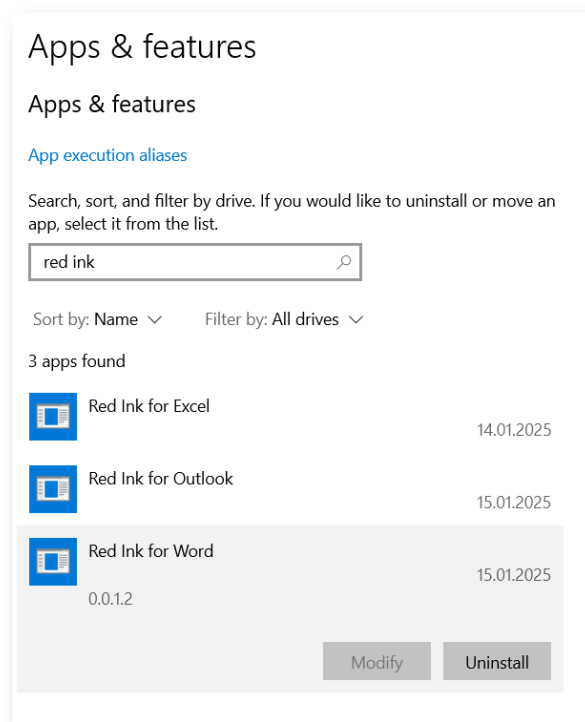 Apps & features
Apps & features
App execution aliases
Search, sort, and filter by drive. If you would like to uninstall or move an
app, select it from the list.
red ink
Sort by: Name Filter by: All drives
3 apps found
Red Ink for Excel
14.01.2025
Red Ink for Outlook
15.01.2025
Red Ink for Word
15.01.2025
0.0.1.2
Modify Uninstall